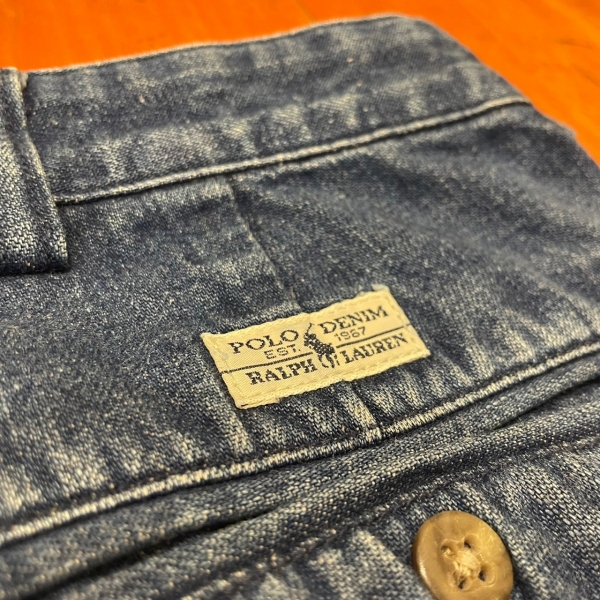 POLO DENIM
EST. 1967
RALPH LAUREN